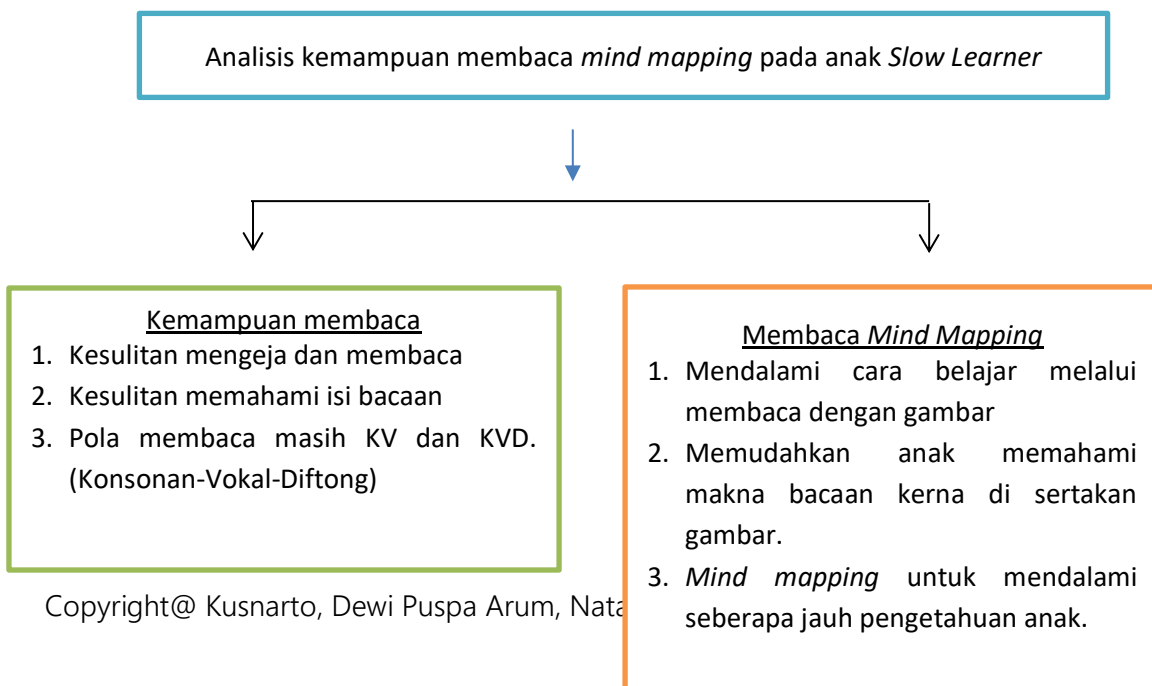 Analisis kemampuan membaca mind mapping pada anak Slow Learner
Kemampuan membaca
1. Kesulitan mengeja dan membaca
2. Kesulitan memahami isi bacaan
3. Pola membaca masih KV dan KVD.
(Konsonan-Vokal-Diftong)
Membaca Mind Mapping
1. Mendalami cara belajar melalui
membaca dengan gambar
2. Memudahkan anak memahami
makna bacaan kerna di sertakan
gambar.
3. Mind mapping untuk mendalami
seberapa jauh pengetahuan anak.
Copyright@ Kusnarto, Dewi Puspa Arum,